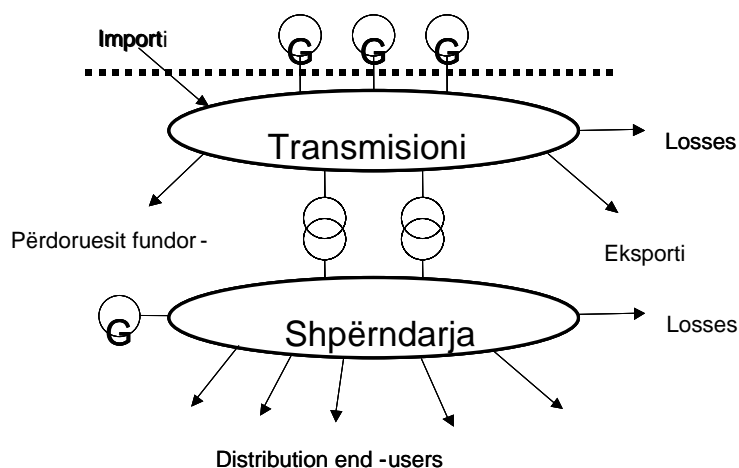 Importi
G G G
Transmisioni
Losses
Përdoruesit fundor -
Eksporti
G
Shpërndarja
Losses
Distribution end -users